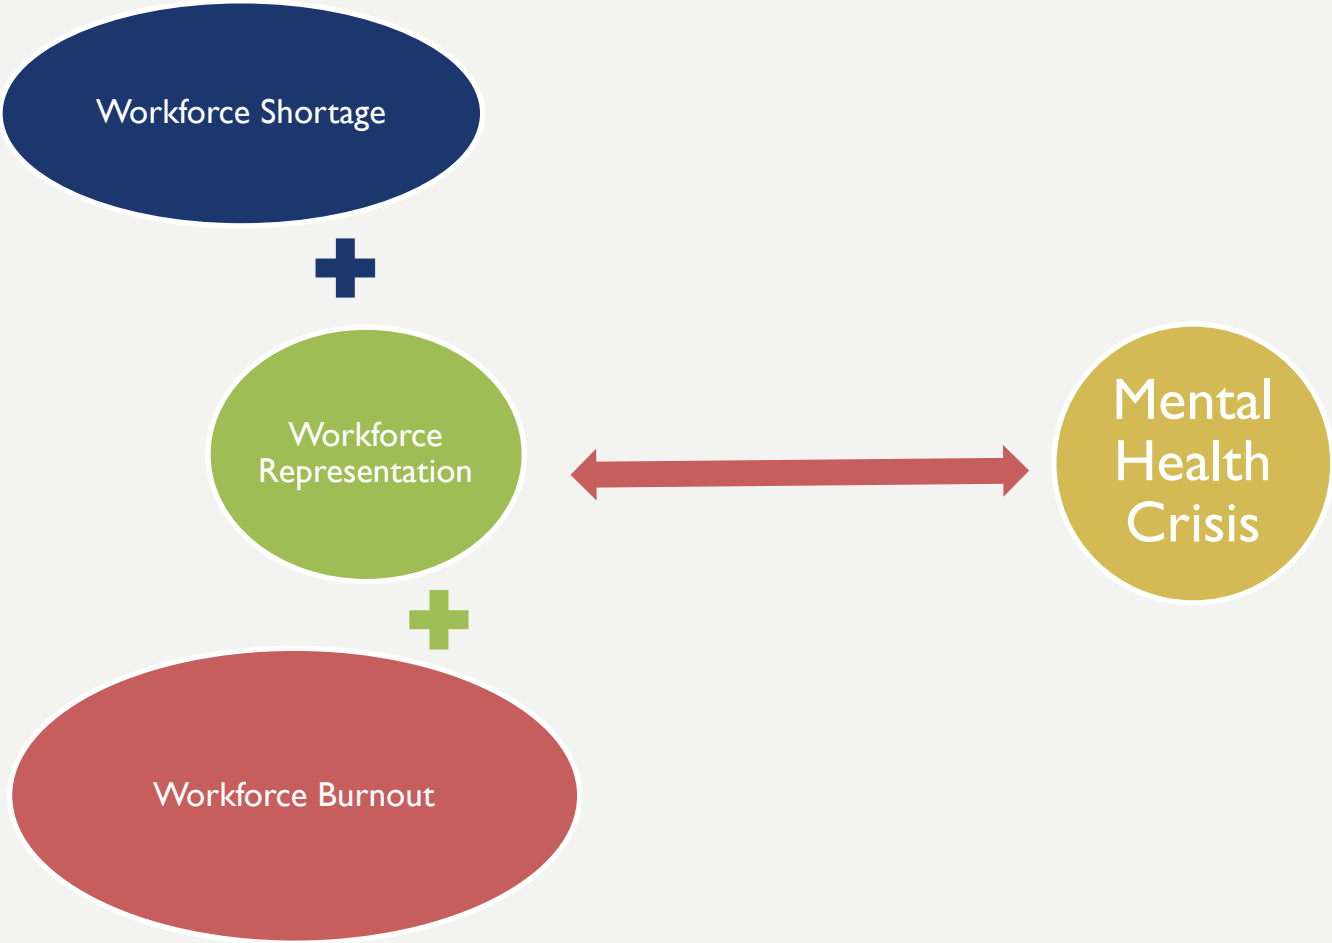 Workforce Shortage
Workforce
Representation
Mental
Health
Crisis
Workforce Burnout